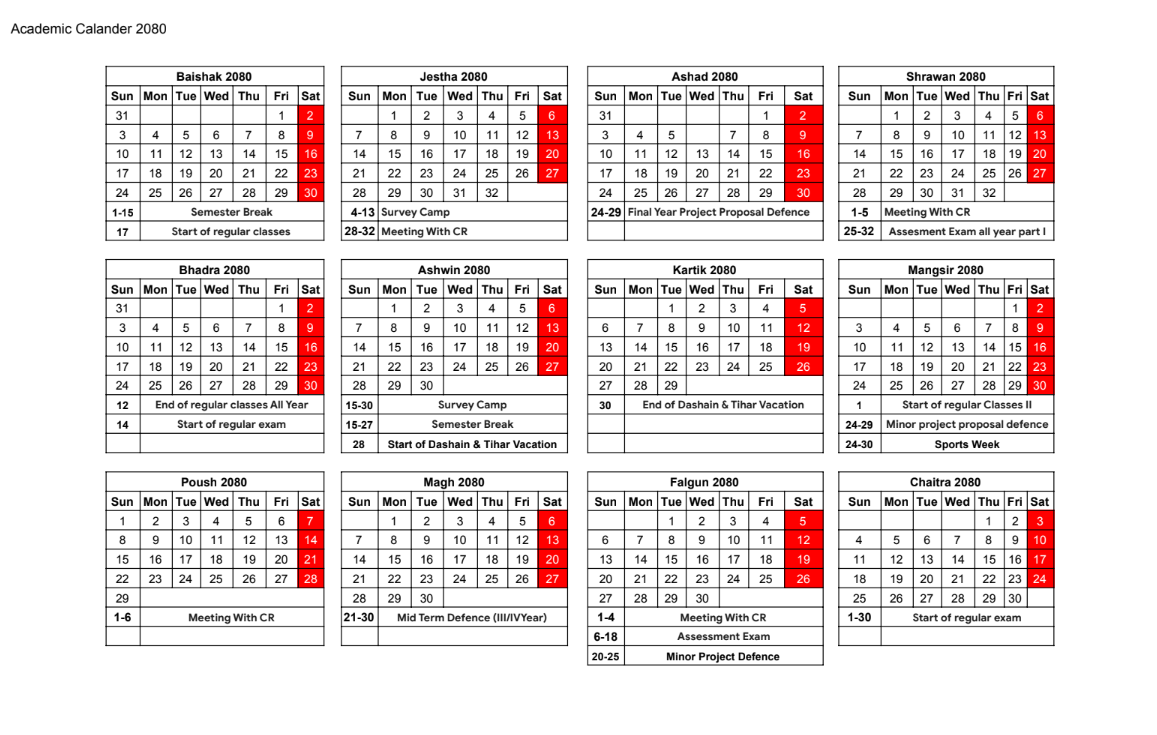 Academic Calander 2080
Baishak 2080
Sun Mon Tue Wed Thu Fri Sat
31 1 2
3 4 5 6 7 8 9
10 11 12 13 14 15 16
17 18 19 20 21 22 23
24 25 26 27 28 29 30
1-15 Semester Break
17 Start of regular classes
Jestha 2080
Sun Mon Tue Wed Thu Fri Sat
1 2 3 4 5 6
7 8 9 10 11 12 13
14 15 16 17 18 19 20
21 22 23 24 25 26 27
28 29 30 31 32
4-13 Survey Camp
28-32 Meeting With CR
Ashad 2080
Sun Mon Tue Wed Thu Fri Sat
31 1 2
3 4 5 7 8 9
10 11 12 13 14 15 16
17 18 19 20 21 22 23
24 25 26 27 28 29 30
24-29 Final Year Project Proposal Defence
Shrawan 2080
Sun Mon Tue Wed Thu Fri Sat
1 2 3 4 5 6
7 8 9 10 11 12 13
14 15 16 17 18 19 20
21 22 23 24 25 26 27
28 29 30 31 32
1-5 Meeting With CR
25-32 Assesment Exam all year part I
Bhadra 2080
Sun Mon Tue Wed Thu Fri Sat
31 1 2
3 4 5 6 7 8 9
10 11 12 13 14 15 16
17 18 19 20 21 22 23
24 25 26 27 28 29 30
12 End of regular classes All Year
14 Start of regular exam
Ashwin 2080
Sun Mon Tue Wed Thu Fri Sat
1 2 3 4 5 6
7 8 9 10 11 12 13
14 15 16 17 18 19 20
21 22 23 24 25 26 27
28 29 30
15-30 Survey Camp
15-27 Semester Break
28 Start of Dashain & Tihar Vacation
Kartik 2080
Sun Mon Tue Wed Thu Fri Sat
1 2 3 4 5
6 7 8 9 10 11 12
13 14 15 16 17 18 19
20 21 22 23 24 25 26
27 28 29
30 End of Dashain & Tihar Vacation
Mangsir 2080
Sun Mon Tue Wed Thu Fri Sat
1 2
3 4 5 6 7 8 9
10 11 12 13 14 15 16
17 18 19 20 21 22 23
24 25 26 27 28 29 30
1 Start of regular Classes II
24-29 Minor project proposal defence
24-30 Sports Week
Poush 2080
Sun Mon Tue Wed Thu Fri Sat
1 2 3 4 5 6 7
8 9 10 11 12 13 14
15 16 17 18 19 20 21
22 23 24 25 26 27 28
29
1-6 Meeting With CR
Magh 2080
Sun Mon Tue Wed Thu Fri Sat
1 2 3 4 5 6
7 8 9 10 11 12 13
14 15 16 17 18 19 20
21 22 23 24 25 26 27
28 29 30
21-30 Mid Term Defence (III/IVYear)
Falgun 2080
Sun Mon Tue Wed Thu Fri Sat
1 2 3 4 5
6 7 8 9 10 11 12
13 14 15 16 17 18 19
20 21 22 23 24 25 26
27 28 29 30
1-4 Meeting With CR
6-18 Assessment Exam
20-25 Minor Project Defence
Chaitra 2080
Sun Mon Tue Wed Thu Fri Sat
1 2 3
4 5 6 7 8 9 10
11 12 13 14 15 16 17
18 19 20 21 22 23 24
25 26 27 28 29 30
1-30 Start of regular exam